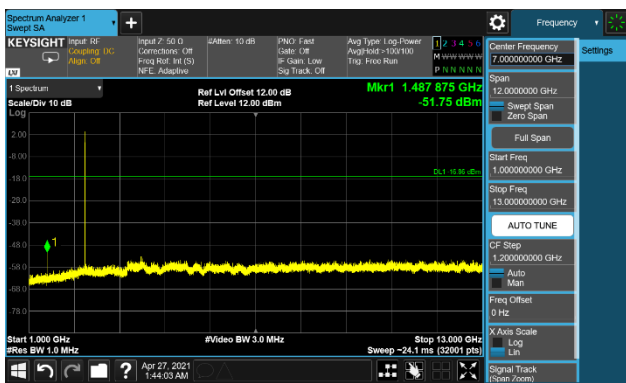 Spectrum Analyzer 1
Swept SA
+
Frequency
KEYSIGHT
Input: RF
Coupling: DC
Align: Off
Input Z: 50 Ω
Corrections: Off
Freq Ref: Int (S)
NFE: Adaptive
#Atten: 10 dB
PNO: Fast
Gate: Off
IF Gain: Low
Sig Track: Off
Avg Type: Log-Power
Avg|Hold:>100/100
Trig: Free Run
1 2 3 4 5 6
M W W W W W
P N N N N N
LXI
1 Spectrum
Scale/Div 10 dB
Log
Ref Lvl Offset 12.00 dB
Ref Level 12.00 dBm
Mkr1 1.487 875 GHz
-51.75 dBm
2.00
-8.00
-18.0
-28.0
-38.0
-48.0
-58.0
-68.0
-78.0
1
Start 1.000 GHz
#Res BW 1.0 MHz
#Video BW 3.0 MHz
Stop 13.000 GHz
Sweep ~24.1 ms (32001 pts)
?
Apr 27, 2021
1:44:03 AM
Center Frequency
7.000000000 GHz
Settings
Span
12.0000000 GHz
Swept Span
Zero Span
Full Span
Start Freq
1.000000000 GHz
Stop Freq
13.000000000 GHz
AUTO TUNE
CF Step
1.200000000 GHz
Auto
Man
Freq Offset
0 Hz
X Axis Scale
Log
Lin
Signal Track
(Span Zoom)